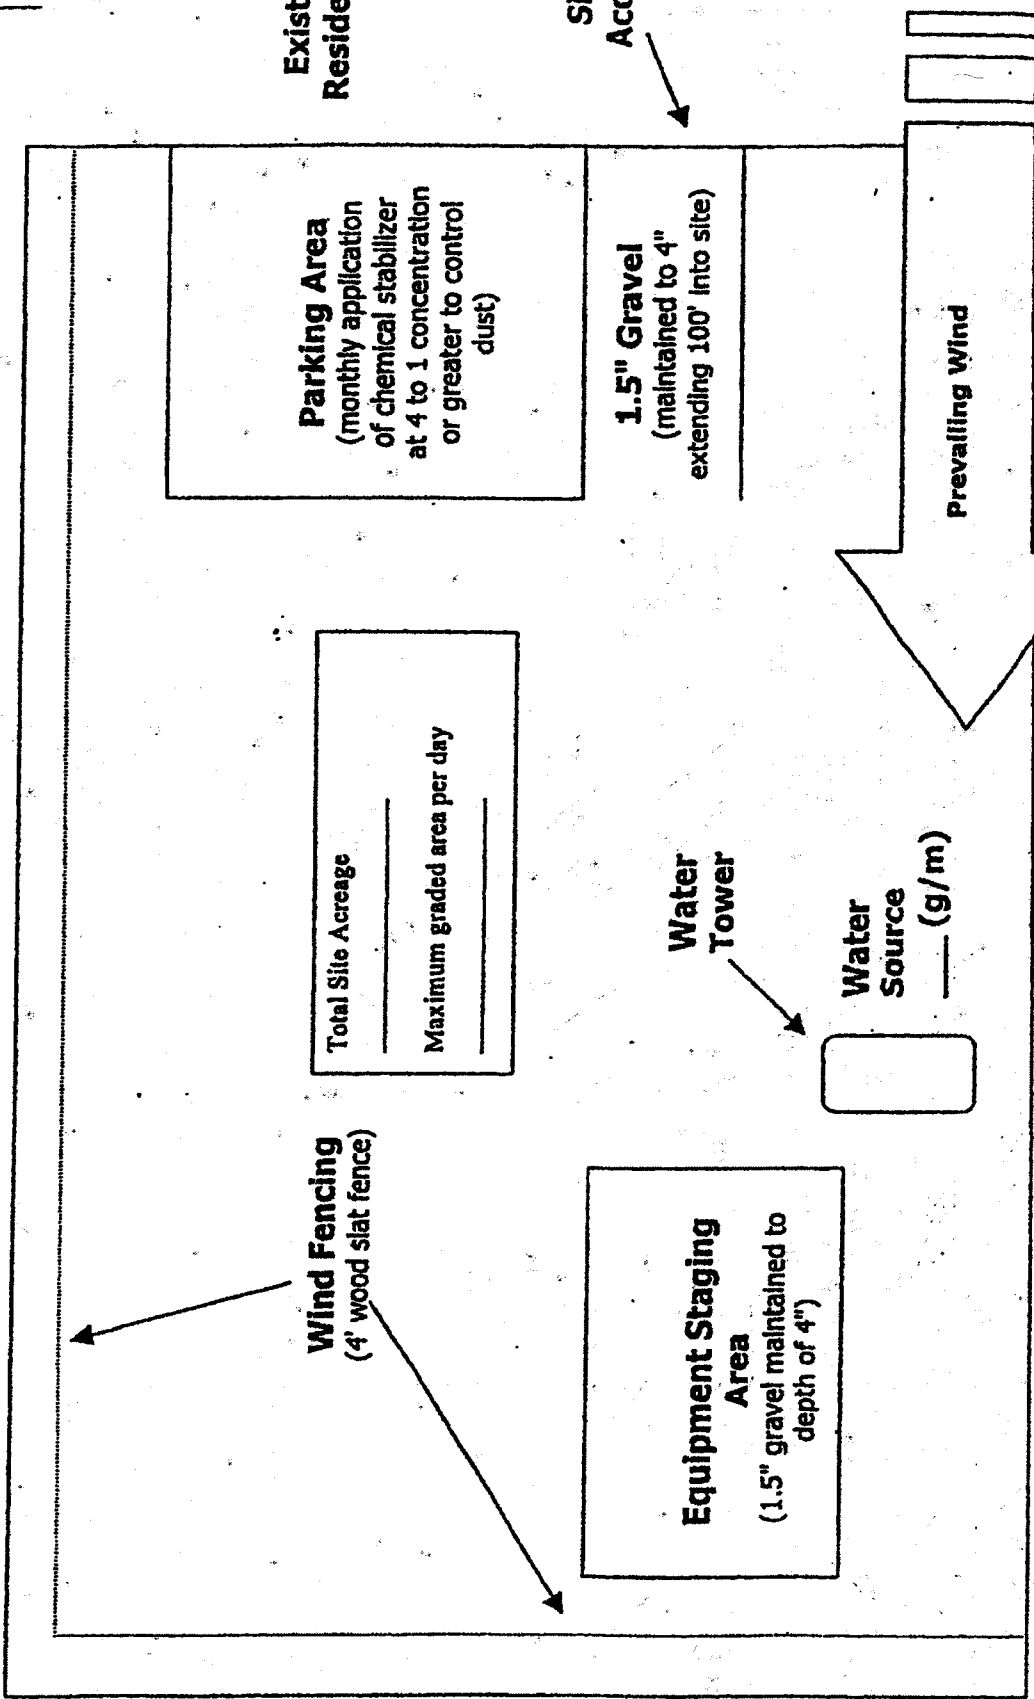 Exist
Reside
Parking Area
(monthly application
of chemical stabilizer
at 4 to 1 concentration
or greater to control
dust)
1.5" Gravel
(maintained to 4"
extending 100' into site)
Prevailing Wind
Total Site Acreage
Maximum graded area per day
Water
Tower
Water
Source
(g/m)
Wind Fencing
(4' wood slat fence)
Equipment Staging
Area
(1.5" gravel maintained to
depth of 4")